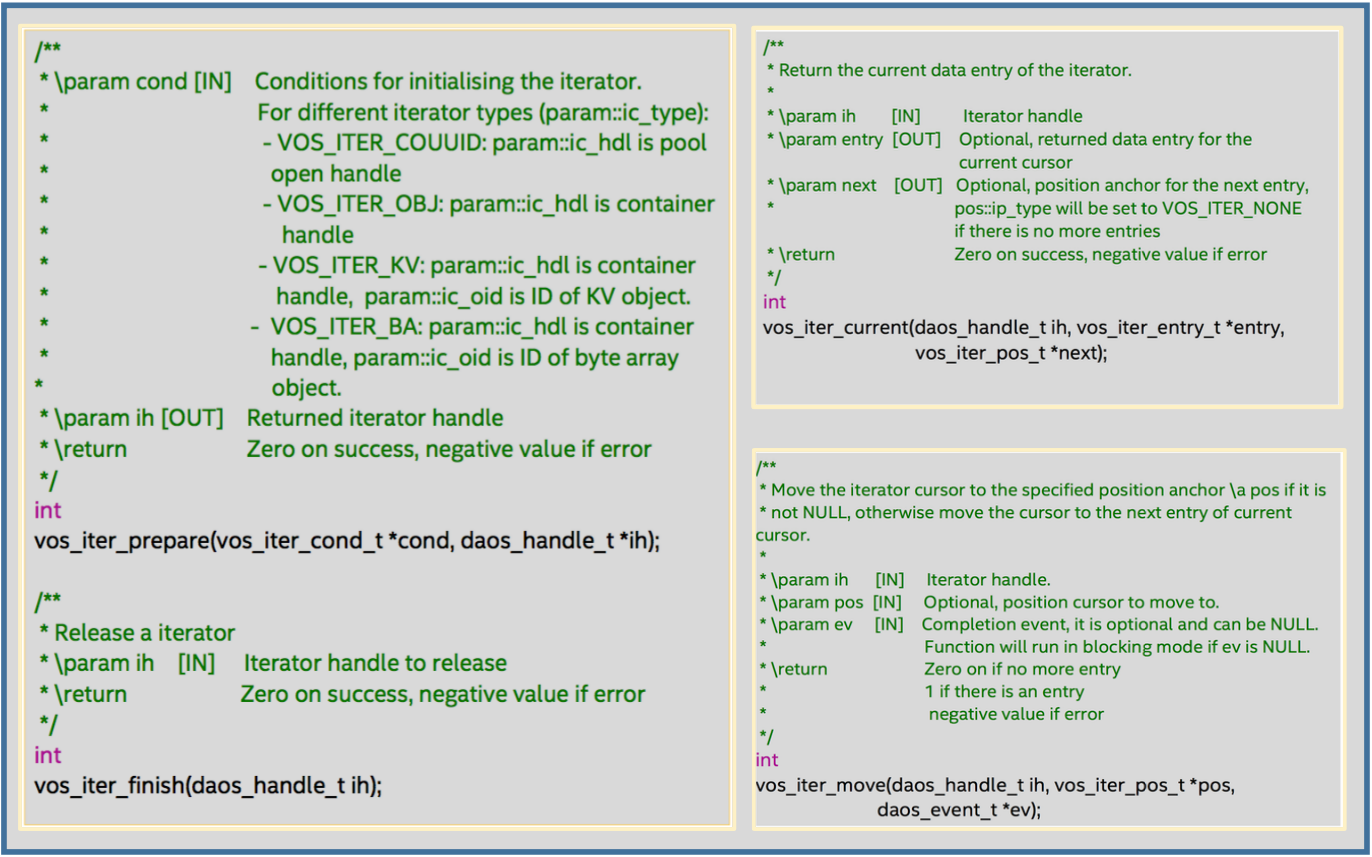 /**
* \param cond [IN] Conditions for initialising the iterator.
* For different iterator types (param::ic_type):
* - VOS_ITER_COUUID: param::ic_hdl is pool
* open handle
* - VOS_ITER_OBJ: param::ic_hdl is container
* handle
* - VOS_ITER_KV: param::ic_hdl is container
* handle, param::ic_oid is ID of KV object.
* - VOS_ITER_BA: param::ic_hdl is container
* handle, param::ic_oid is ID of byte array
* object.
* \param ih [OUT] Returned iterator handle
* \return Zero on success, negative value if error
*/
int
vos_iter_prepare(vos_iter_cond_t *cond, daos_handle_t *ih);
/**
* Release a iterator
* \param ih [IN] Iterator handle to release
* \return Zero on success, negative value if error
*/
int
vos_iter_finish(daos_handle_t ih);
/**
* Return the current data entry of the iterator.
*
* \param ih [IN] Iterator handle
* \param entry [OUT] Optional, returned data entry for the
current cursor
* \param next [OUT] Optional, position anchor for the next entry,
* pos::ip_type will be set to VOS_ITER_NONE
if there is no more entries
* \return Zero on success, negative value if error
*/
int
vos_iter_current(daos_handle_t ih, vos_iter_entry_t *entry,
vos_iter_pos_t *next);
/**
* Move the iterator cursor to the specified position anchor \a pos if it is
* not NULL, otherwise move the cursor to the next entry of current
cursor.
*
* \param ih [IN] Iterator handle.
* \param pos [IN] Optional, position cursor to move to.
* \param ev [IN] Completion event, it is optional and can be NULL.
* Function will run in blocking mode if ev is NULL.
* \return Zero on if no more entry
* 1 if there is an entry
* negative value if error
*/
int
vos_iter_move(daos_handle_t ih, vos_iter_pos_t *pos,
daos_event_t *ev);